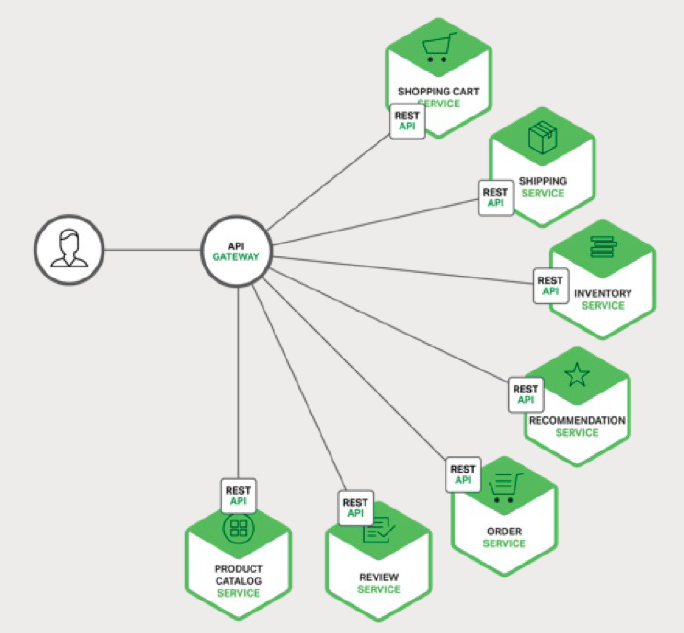 SHOPPING CART
SERVICE
REST
API
SHIPPING
SERVICE
REST
API
API
GATEWAY
INVENTORY
SERVICE
REST
API
REST
API
RECOMMENDATION
SERVICE
REST
API
ORDER
SERVICE
REST
API
REVIEW
SERVICE
REST
API
PRODUCT
CATALOG
SERVICE